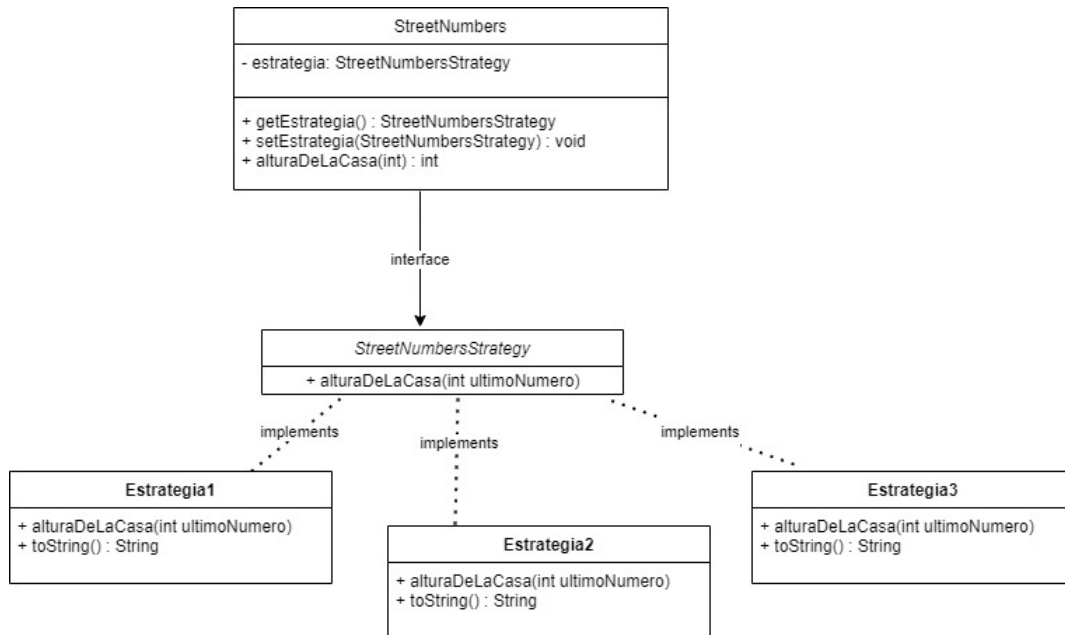 StreetNumbers
- estrategia: StreetNumbersStrategy
+ getEstrategia() : StreetNumbersStrategy
+ setEstrategia(StreetNumbersStrategy) : void
+ alturaDeLaCasa(int) : int
interface
StreetNumbersStrategy
+ alturaDeLaCasa(int ultimoNumero)
implements
implements
implements
Estrategia1
+ alturaDeLaCasa(int ultimoNumero)
+ toString() : String
Estrategia2
+ alturaDeLaCasa(int ultimoNumero)
+ toString() : String
Estrategia3
+ alturaDeLaCasa(int ultimoNumero)
+ toString() : String